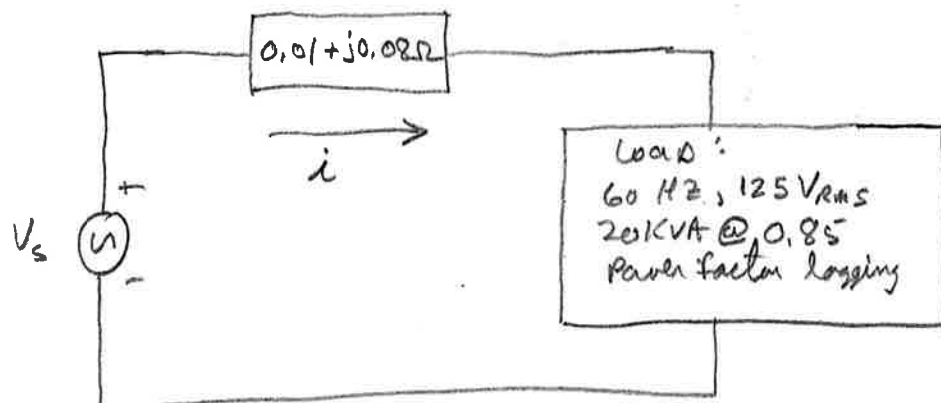 0.01+j0.08Ω
i
+
Vs
-
Load:
60 HZ, 125 VRms
20KVA @ 0.85
Power factor lagging